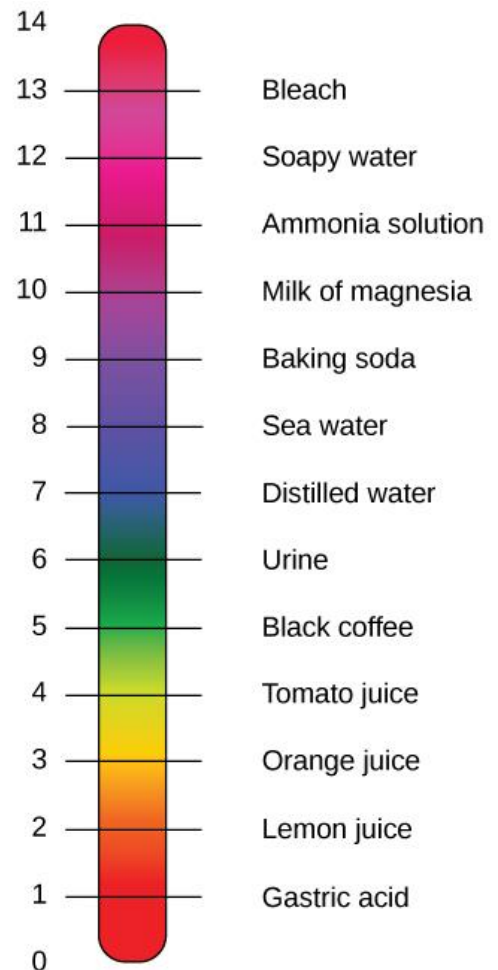 14
13 Bleach
12 Soapy water
11 Ammonia solution
10 Milk of magnesia
9 Baking soda
8 Sea water
7 Distilled water
6 Urine
5 Black coffee
4 Tomato juice
3 Orange juice
2 Lemon juice
1 Gastric acid
0